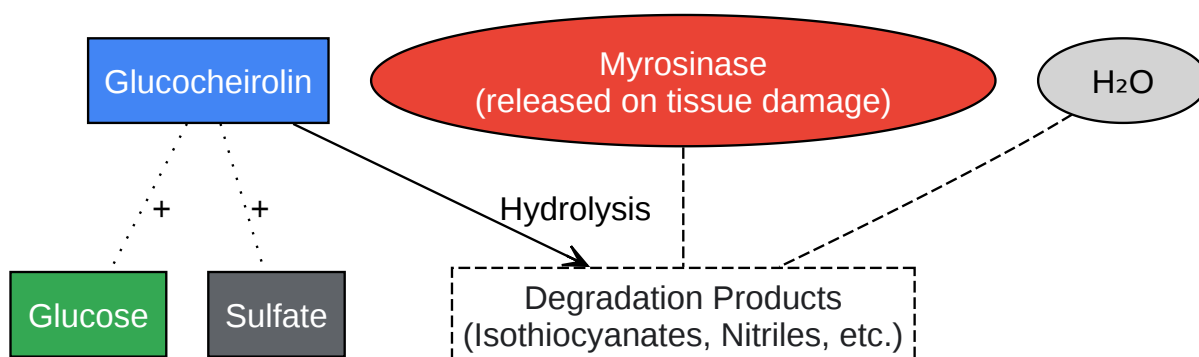 Glucocheirolin
Myrosinase
(released on tissue damage)
H₂O
+
+
Hydrolysis
Glucose
Sulfate
Degradation Products
(Isothiocyanates, Nitriles, etc.)